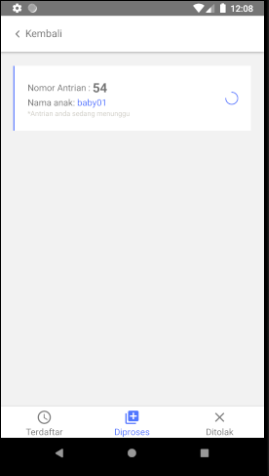 12:08
Kembali
Nomor Antrian : 54
Nama anak: baby01
*Antrian anda sedang menunggu
Terdaftar
Diproses
Ditolak